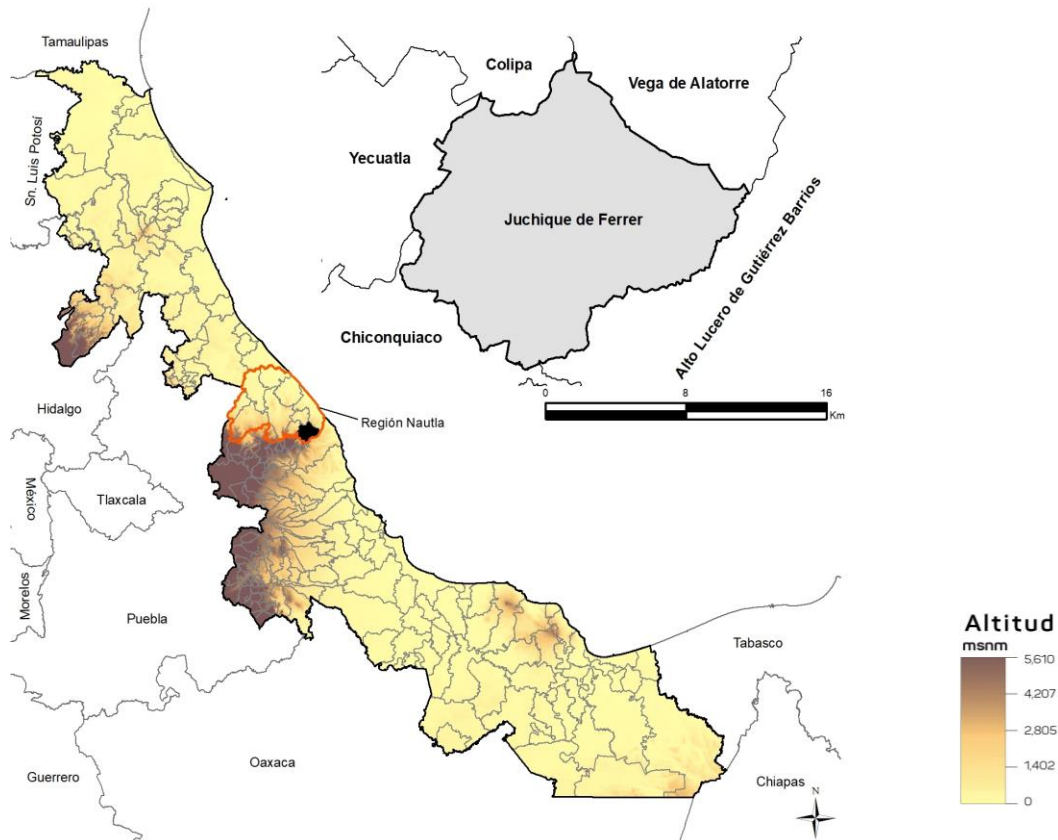 Tamaulipas
Colipa
Vega de Alatorre
Sn. Luis Potosí
Yecuatla
Juchique de Ferrer
Alto Lucero de Gutiérrez Barrios
Chiconquiaco
0 8 16
Km
Hidalgo
Región Nautla
México
Tlaxcala
Morelos
Puebla
Altitud
msnm
5,610
4,207
2,805
1402
0
Tabasco
Oaxaca
Guerrero
Chiapas
N